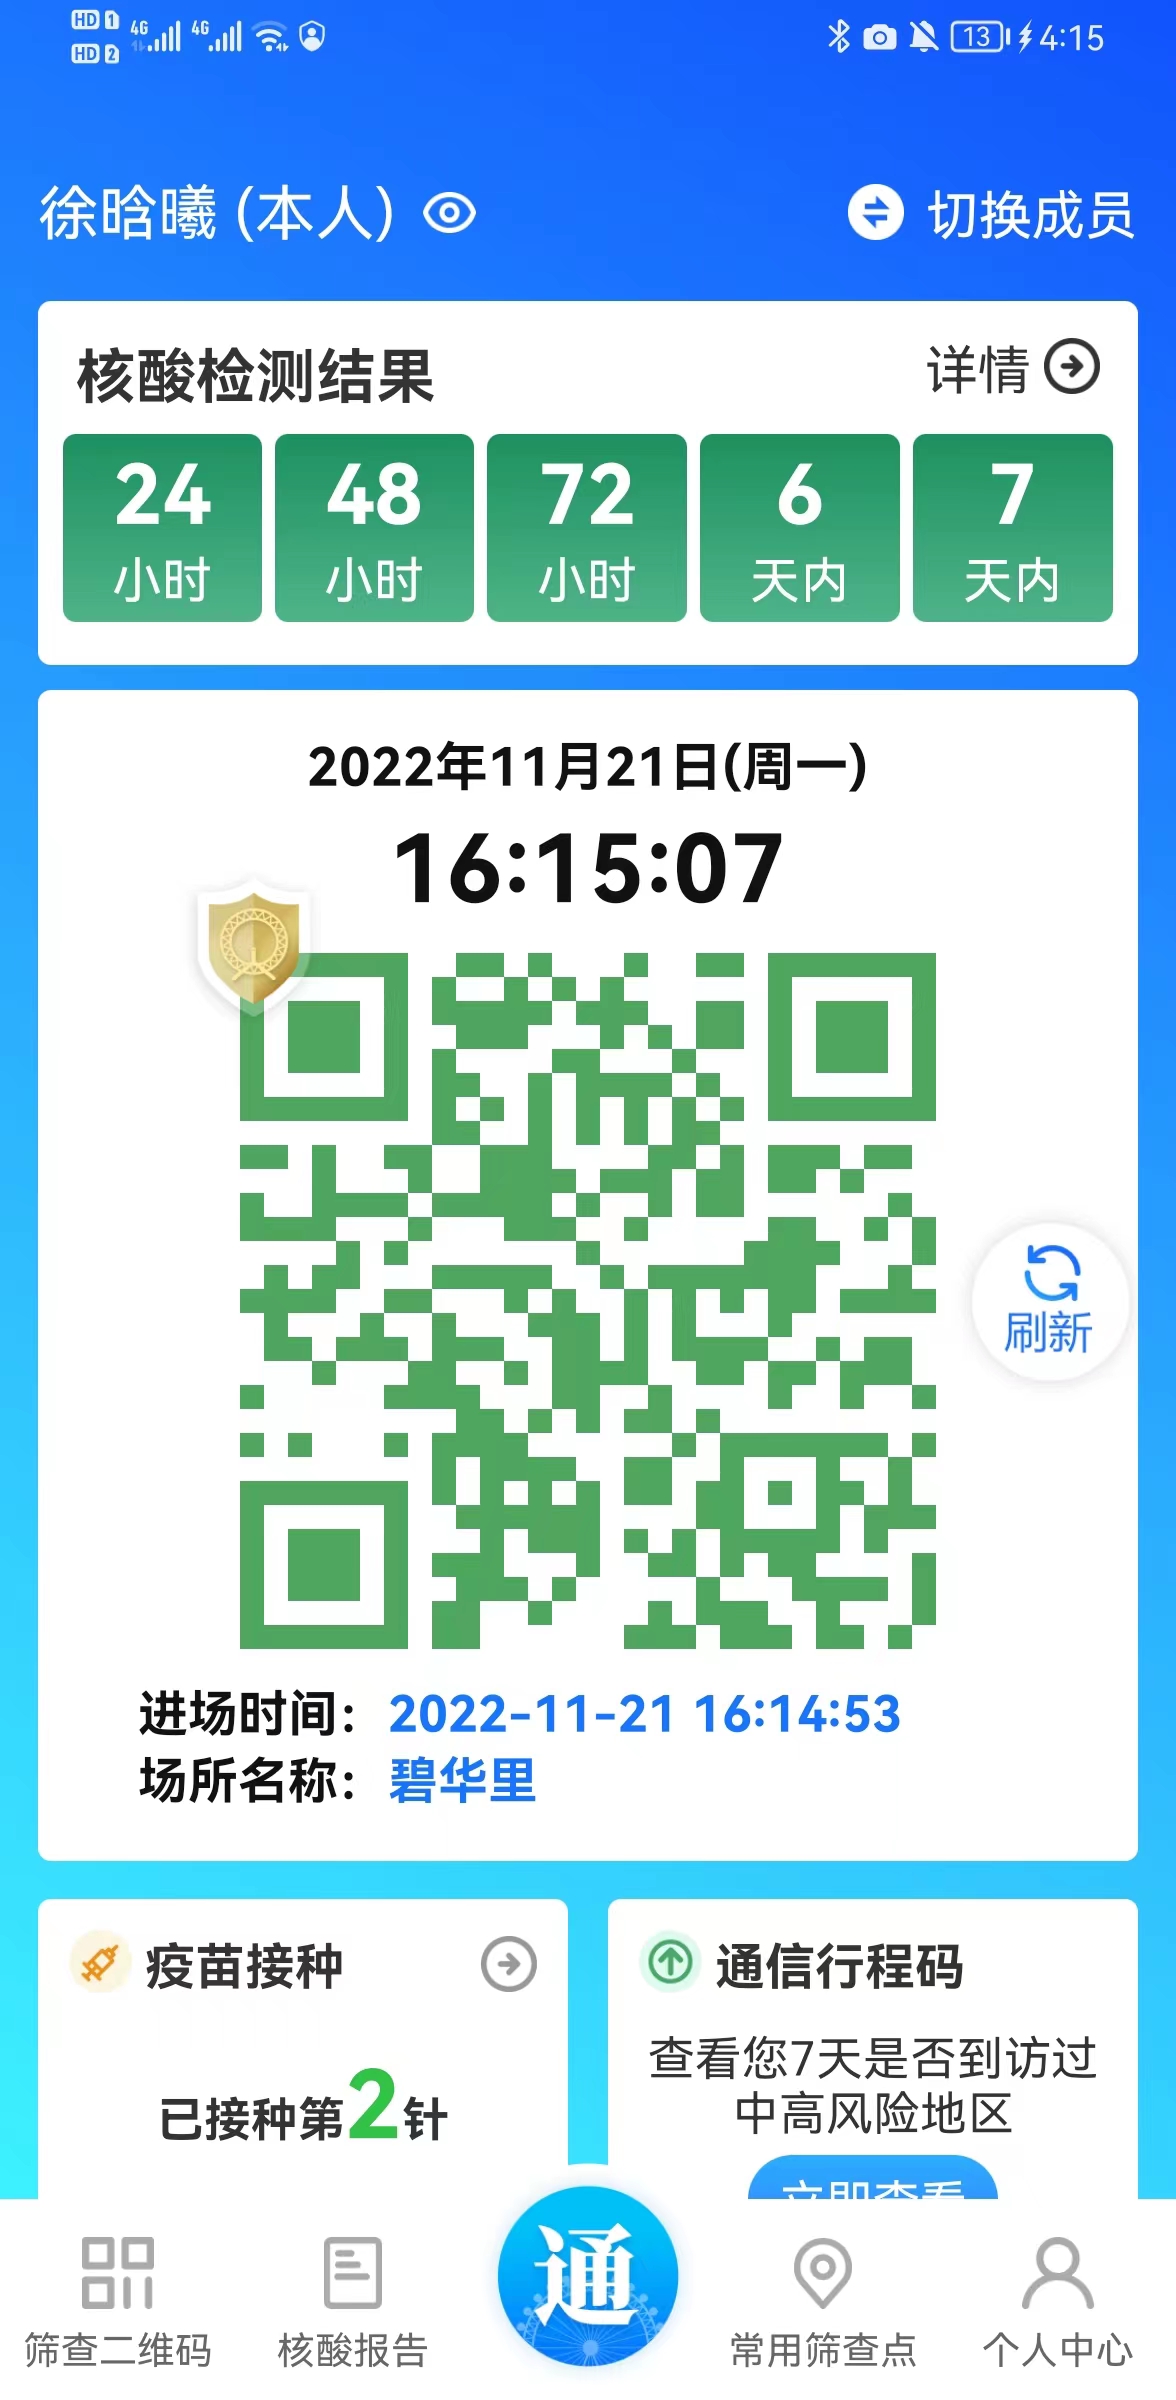 HD 1 4G 4G 13 4:15
HD 2
徐晗曦 (本人) 切换成员
核酸检测结果 详情
24 48 72 6 7
小时 小时 小时 天内 天内
2022年11月21日(周一)
16:15:07
刷新
进场时间： 2022-11-21 16:14:53
场所名称： 碧华里
疫苗接种 通信行程码
查看您7天是否到访过
中高风险地区
已接种第2针
立即查看
通
筛查二维码 核酸报告 常用筛查点 个人中心